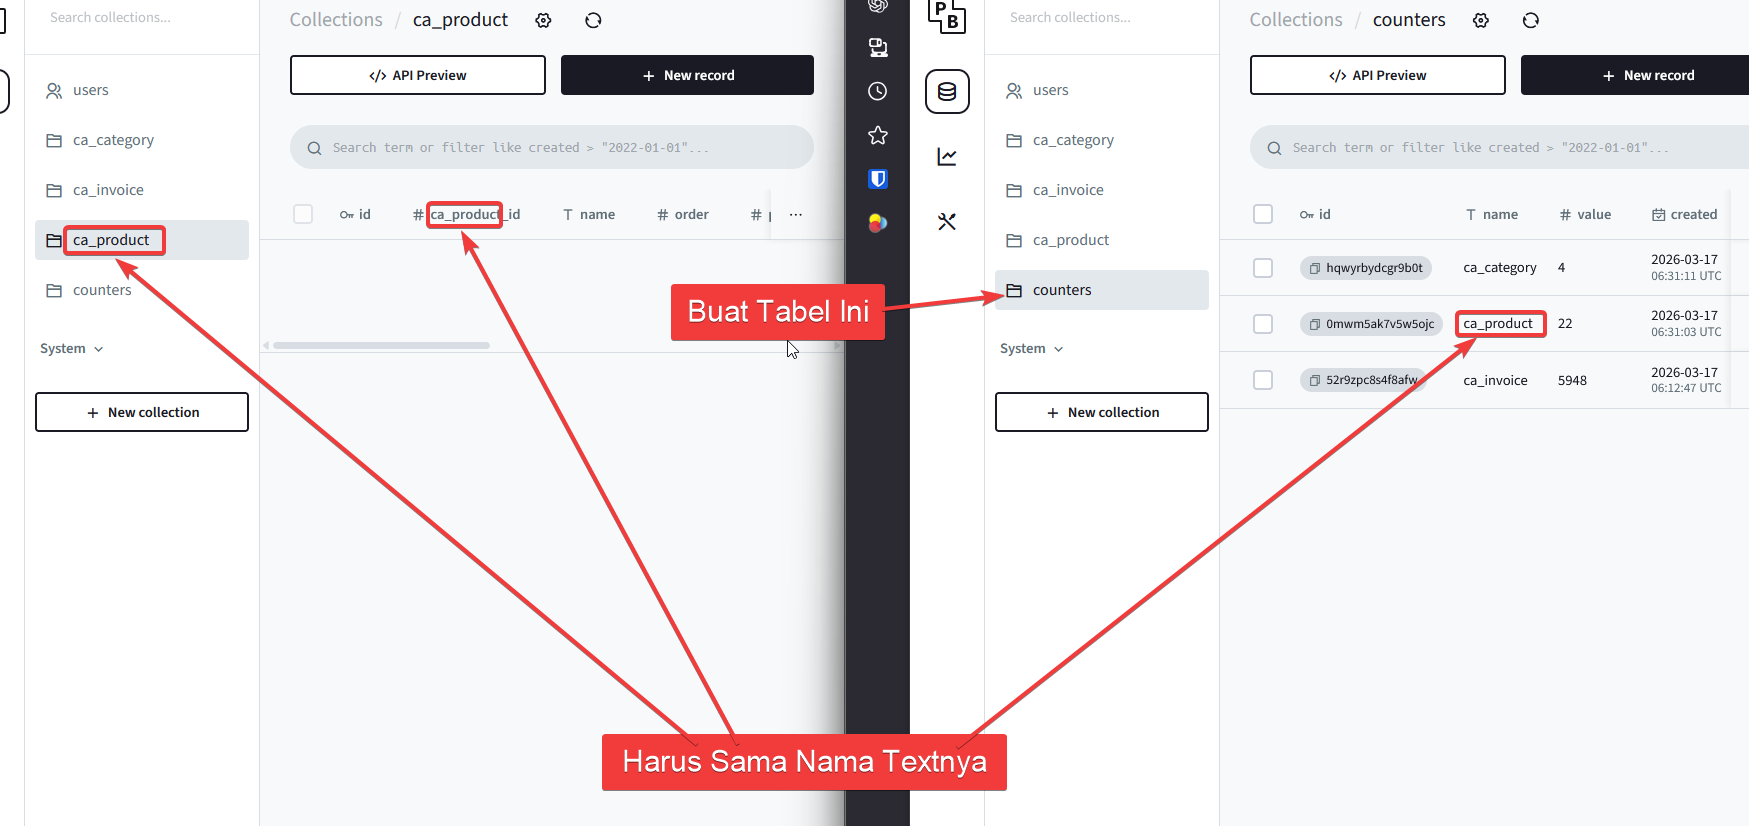 Search collections...
Collections / ca_product
</> API Preview
+ New record
users
ca_category
ca_invoice
ca_product
counters
System
+ New collection
Search term or filter like created > "2022-01-01"...
id
# ca_product_id
T name
# order
#
...
Buat Tabel Ini
Harus Sama Nama Textnya
PB
Search collections...
Collections / counters
</> API Preview
+ New record
users
ca_category
ca_invoice
ca_product
counters
System
+ New collection
Search term or filter like created > "2022-01-01"...
id T name # value created
hqwyrbydcgr9b0t ca_category 4 2026-03-17
06:31:11 UTC
0mwm5ak7v5w5ojc ca_product 22 2026-03-17
06:31:03 UTC
52r9zpc8s4f8afw ca_invoice 5948 2026-03-17
06:12:47 UTC